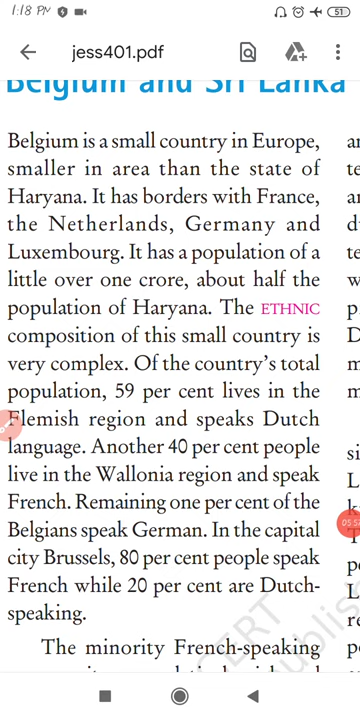 1:18 PM
51
jess401.pdf
Belgium and Sri Lanka
Belgium is a small country in Europe,
smaller in area than the state of
Haryana. It has borders with France,
the Netherlands, Germany and
Luxembourg. It has a population of a
little over one crore, about half the
population of Haryana. The ETHNIC
composition of this small country is
very complex. Of the country's total
population, 59 per cent lives in the
Flemish region and speaks Dutch
language. Another 40 per cent people
live in the Wallonia region and speak
French. Remaining one per cent of the
Belgians speak German. In the capital
city Brussels, 80 per cent people speak
French while 20 per cent are Dutch-
speaking.
The minority French-speaking